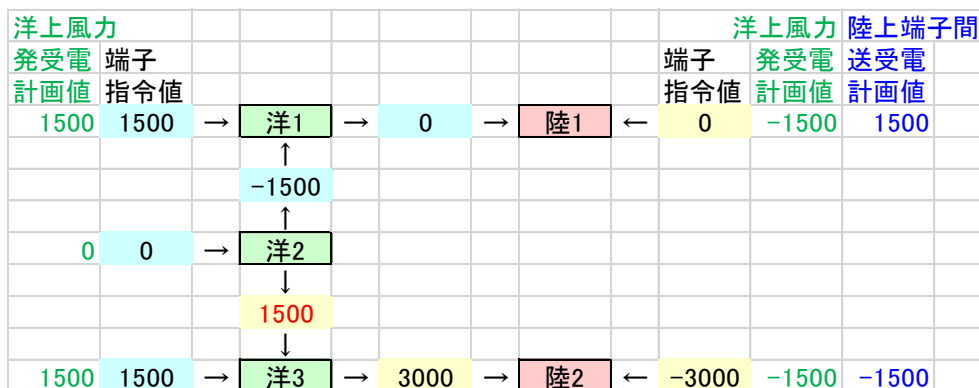 洋上風力 洋上風力 陸上端子間
発受電 端子 端子 発受電 送受電
計画値 指令値 指令値 計画値 計画値
1500 1500 → 洋1 → 0 → 陸1 ← 0 -1500 1500
↑
-1500
↑
0 0 → 洋2
↓
1500
↓
1500 1500 → 洋3 → 3000 → 陸2 ← -3000 -1500 -1500